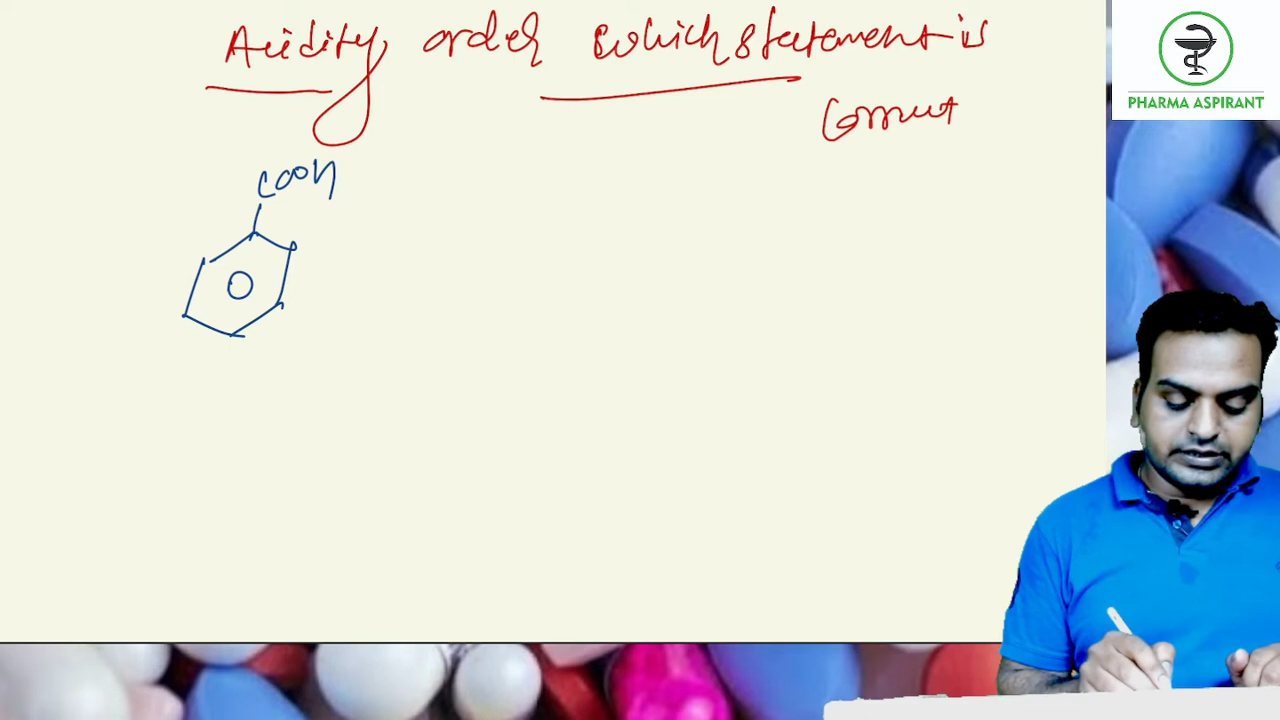 Acidity order which statement is
Correct
PHARMA ASPIRANT
COOH